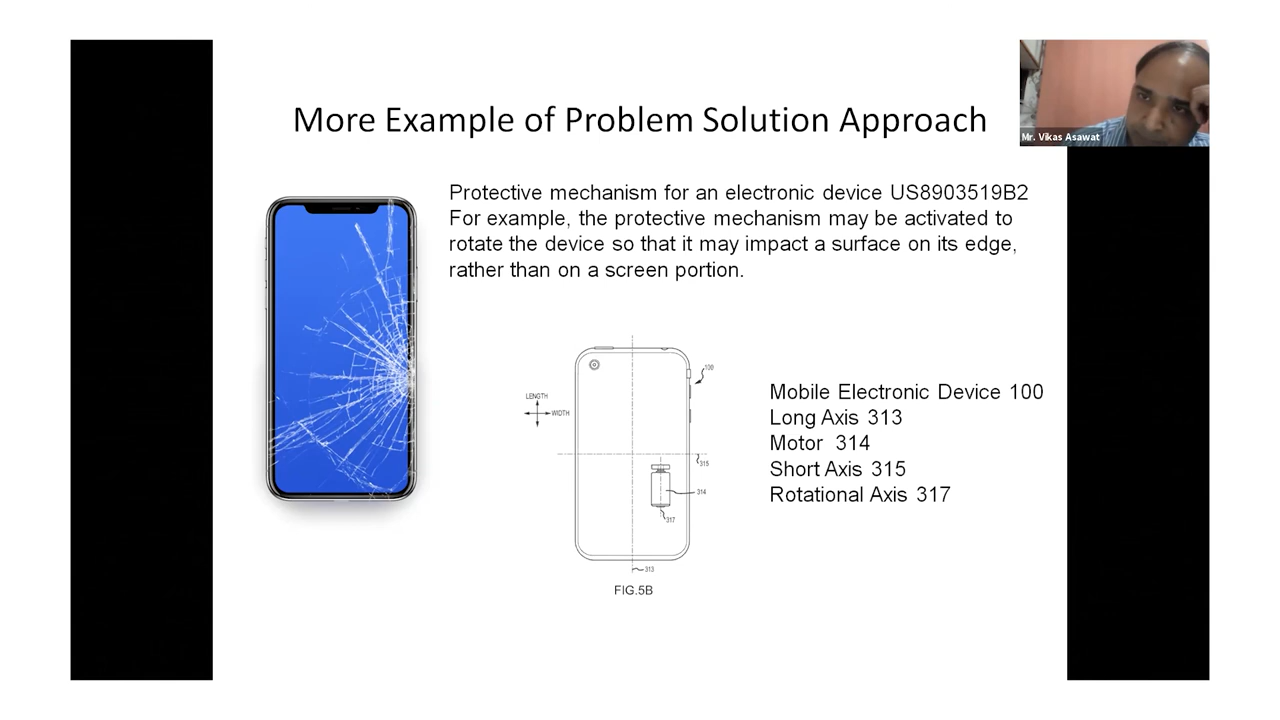 More Example of Problem Solution Approach
Mr. Vikas Asawat
Protective mechanism for an electronic device US8903519B2
For example, the protective mechanism may be activated to
rotate the device so that it may impact a surface on its edge,
rather than on a screen portion.
100
LENGTH
WIDTH
315
314
317
313
FIG.5B
Mobile Electronic Device 100
Long Axis 313
Motor 314
Short Axis 315
Rotational Axis 317